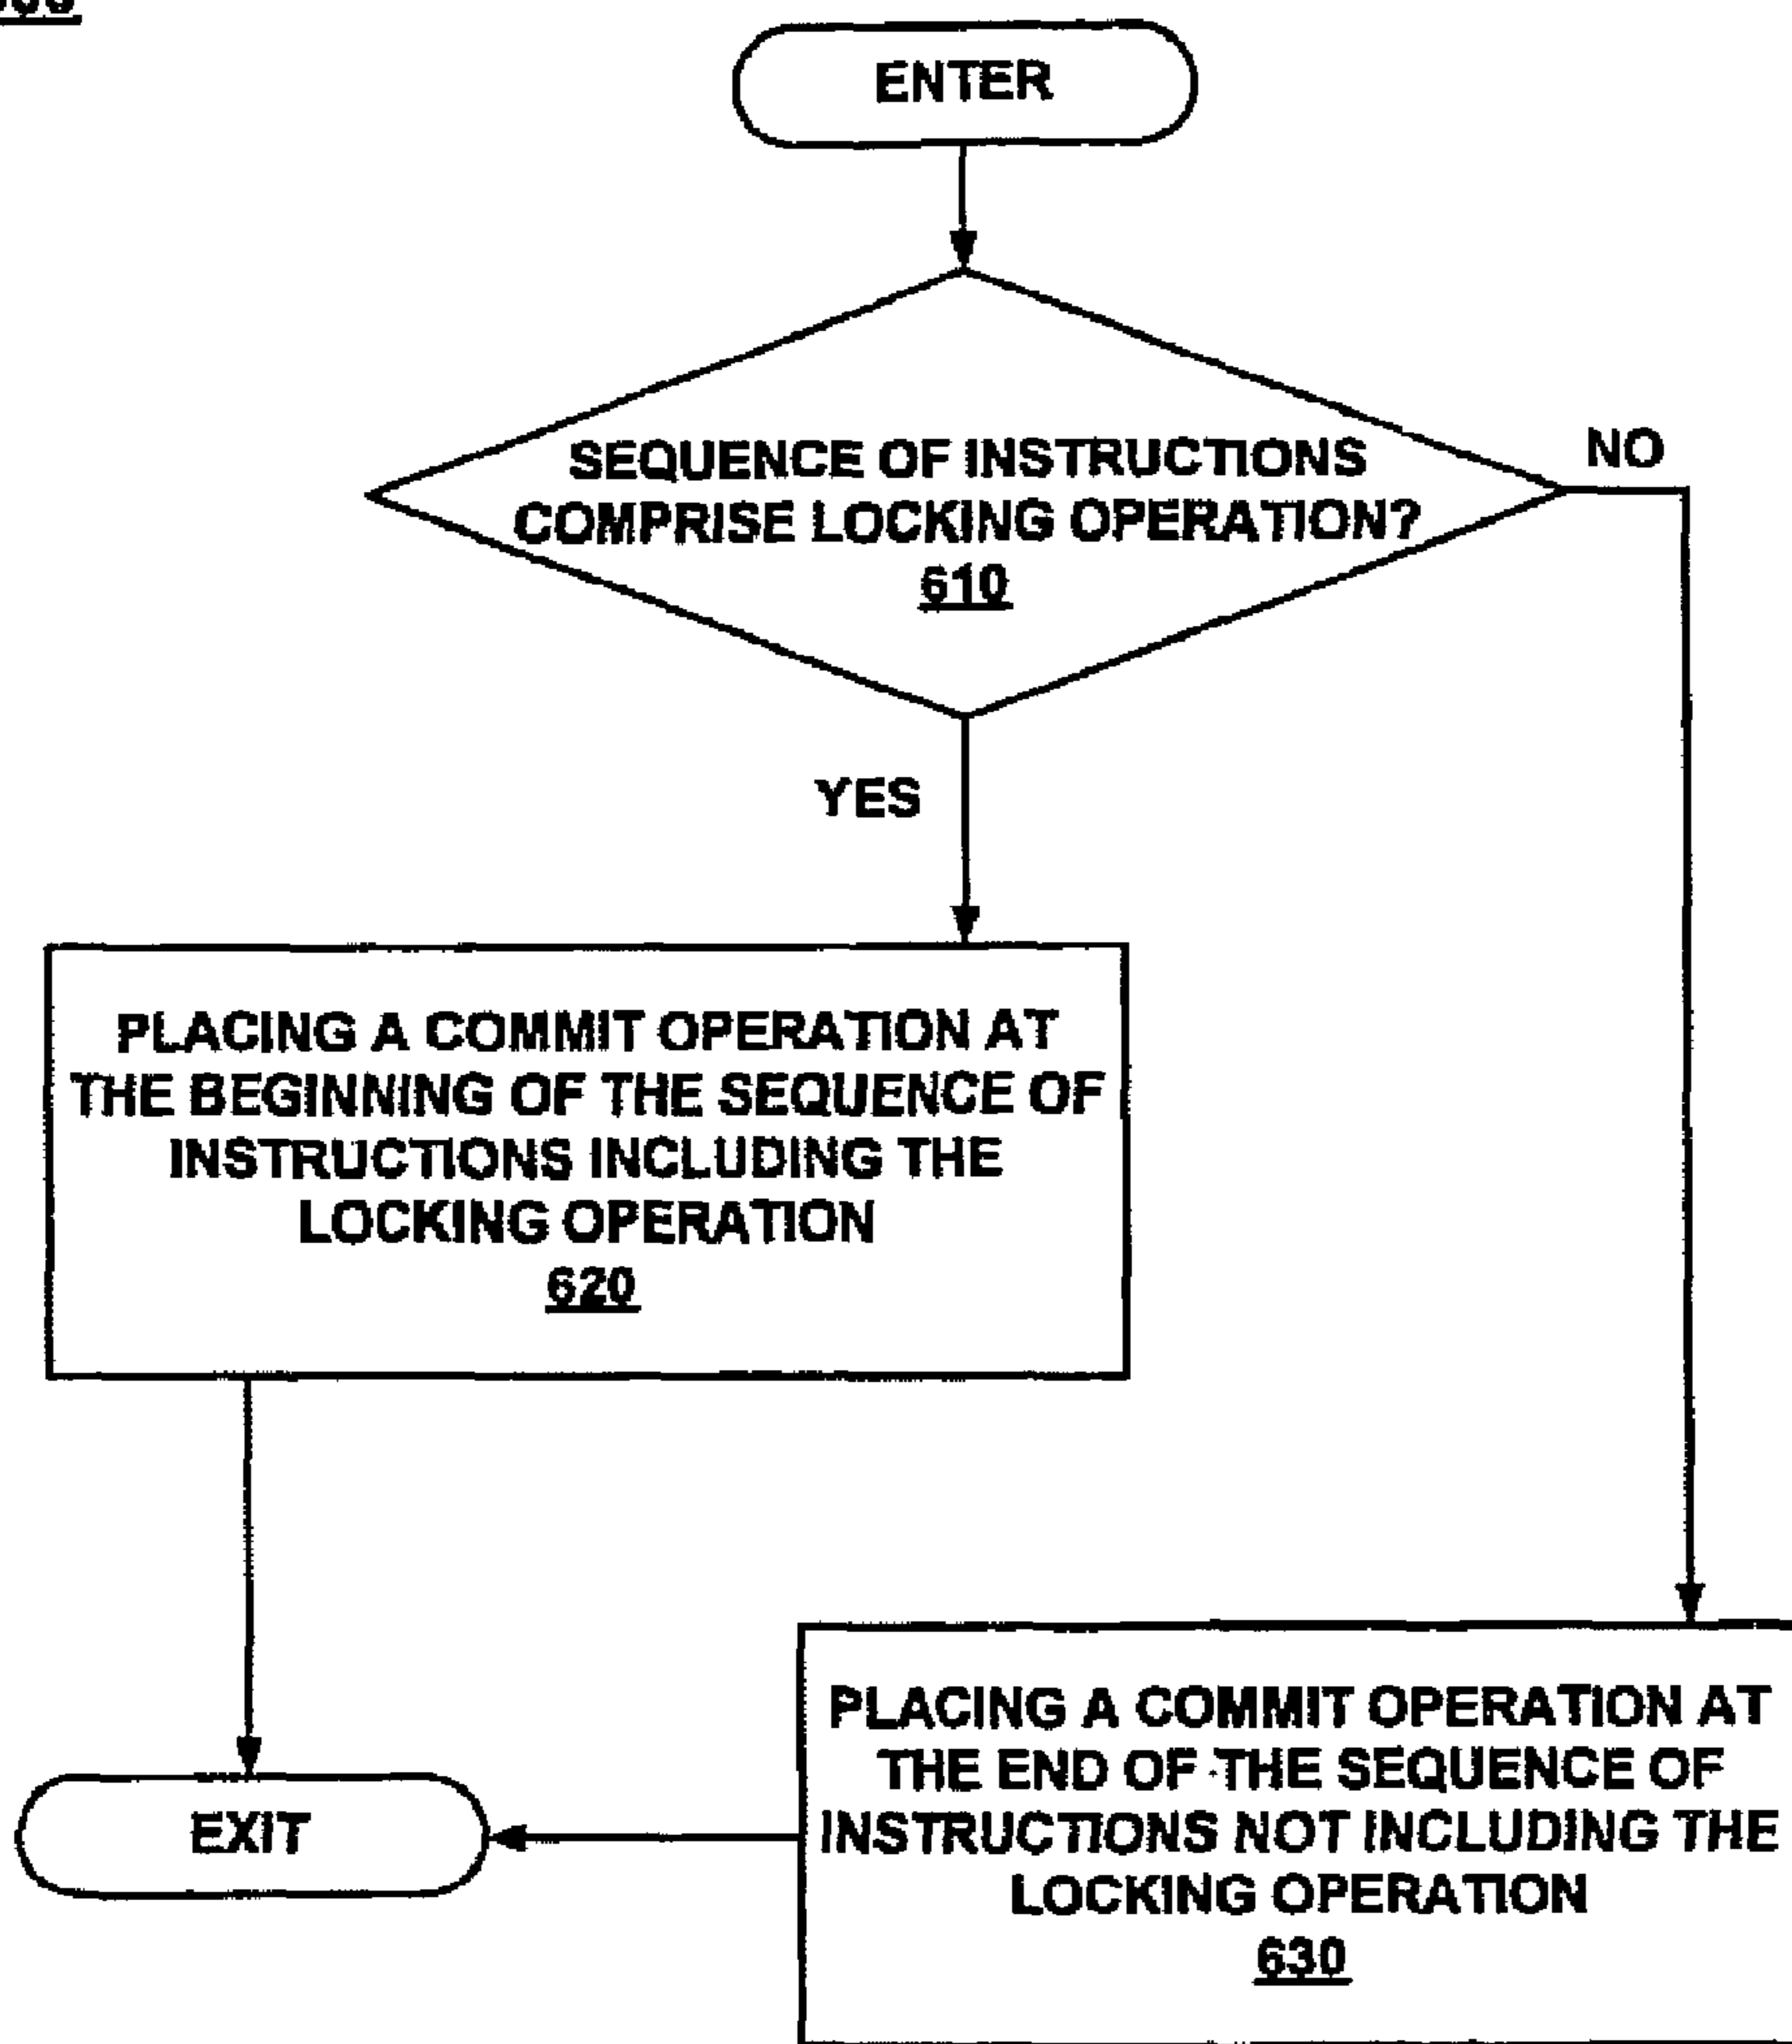 ENTER
SEQUENCE OF INSTRUCTIONS
COMPRISE LOCKING OPERATION?
610
NO
YES
PLACING A COMMIT OPERATION AT
THE BEGINNING OF THE SEQUENCE OF
INSTRUCTIONS INCLUDING THE
LOCKING OPERATION
620
PLACING A COMMIT OPERATION AT
THE END OF THE SEQUENCE OF
INSTRUCTIONS NOT INCLUDING THE
LOCKING OPERATION
630
EXIT